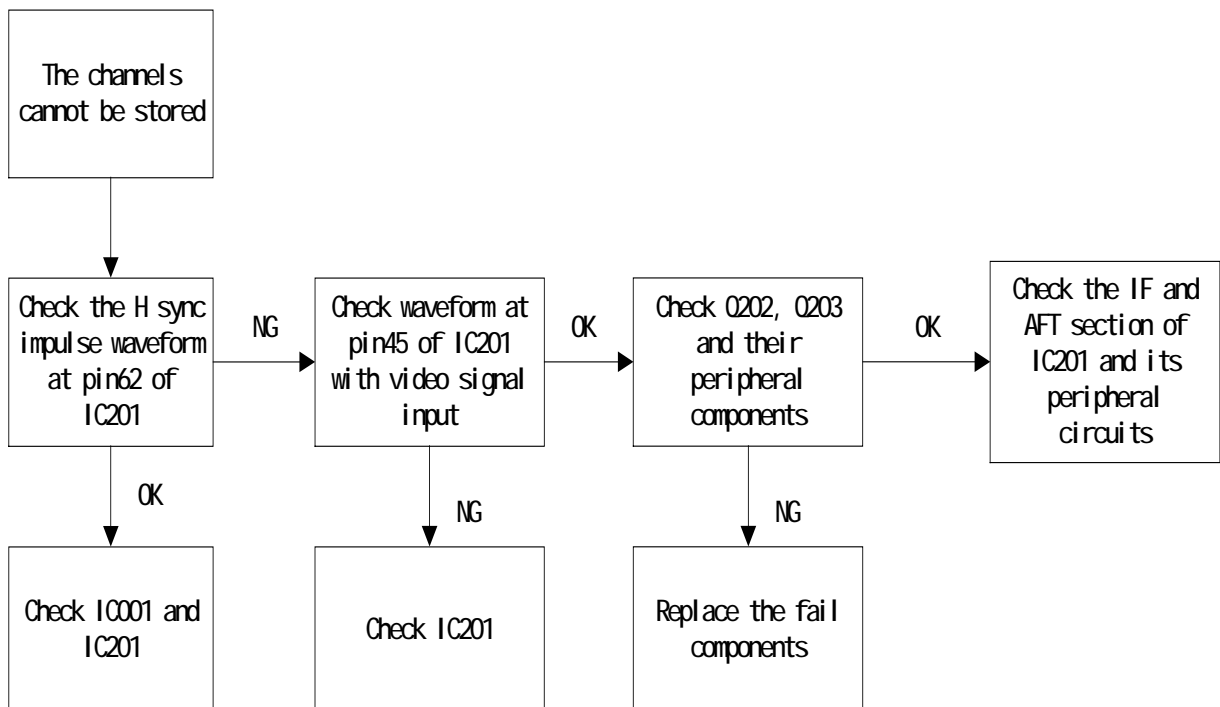 The channels
cannot be stored
Check the H sync
impulse waveform
at pin62 of
IC201
NG
Check waveform at
pin45 of IC201
with video signal
input
OK
Check Q202, Q203
and their
peripheral
components
OK
Check the IF and
AFT section of
IC201 and its
peripheral
circuits
OK
NG
NG
Check IC001 and
IC201
Check IC201
Replace the fail
components